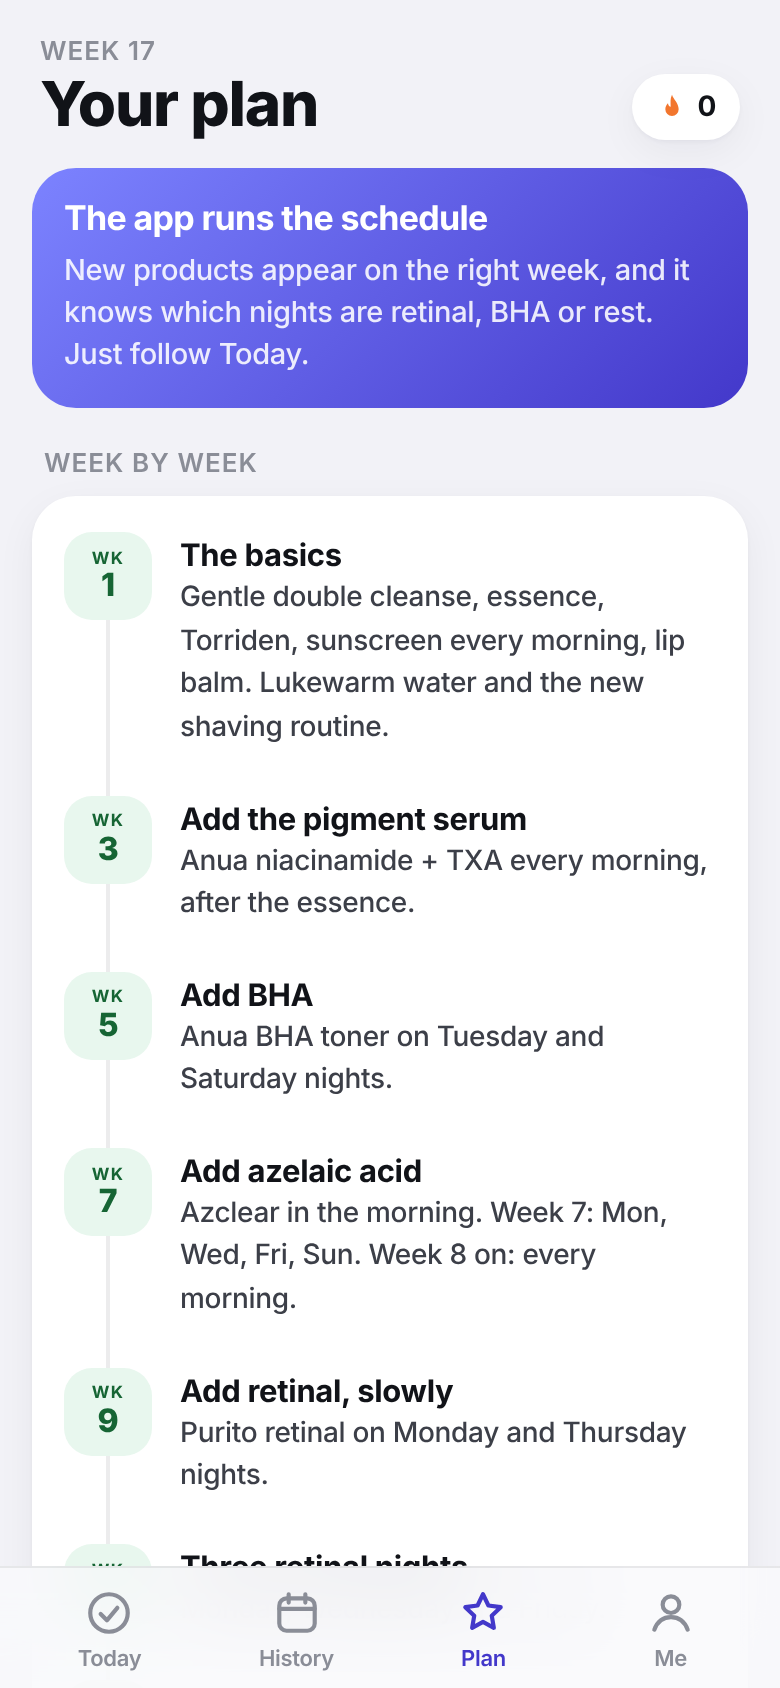 WEEK 17
Your plan
0
The app runs the schedule
New products appear on the right week, and it
knows which nights are retinal, BHA or rest.
Just follow Today.
WEEK BY WEEK
WK
1
The basics
Gentle double cleanse, essence,
Torriden, sunscreen every morning, lip
balm. Lukewarm water and the new
shaving routine.
WK
3
Add the pigment serum
Anua niacinamide + TXA every morning,
after the essence.
WK
5
Add BHA
Anua BHA toner on Tuesday and
Saturday nights.
WK
7
Add azelaic acid
Azclear in the morning. Week 7: Mon,
Wed, Fri, Sun. Week 8 on: every
morning.
WK
9
Add retinal, slowly
Purito retinal on Monday and Thursday
nights.
WK
Three retinal nights
Today
History
Plan
Me